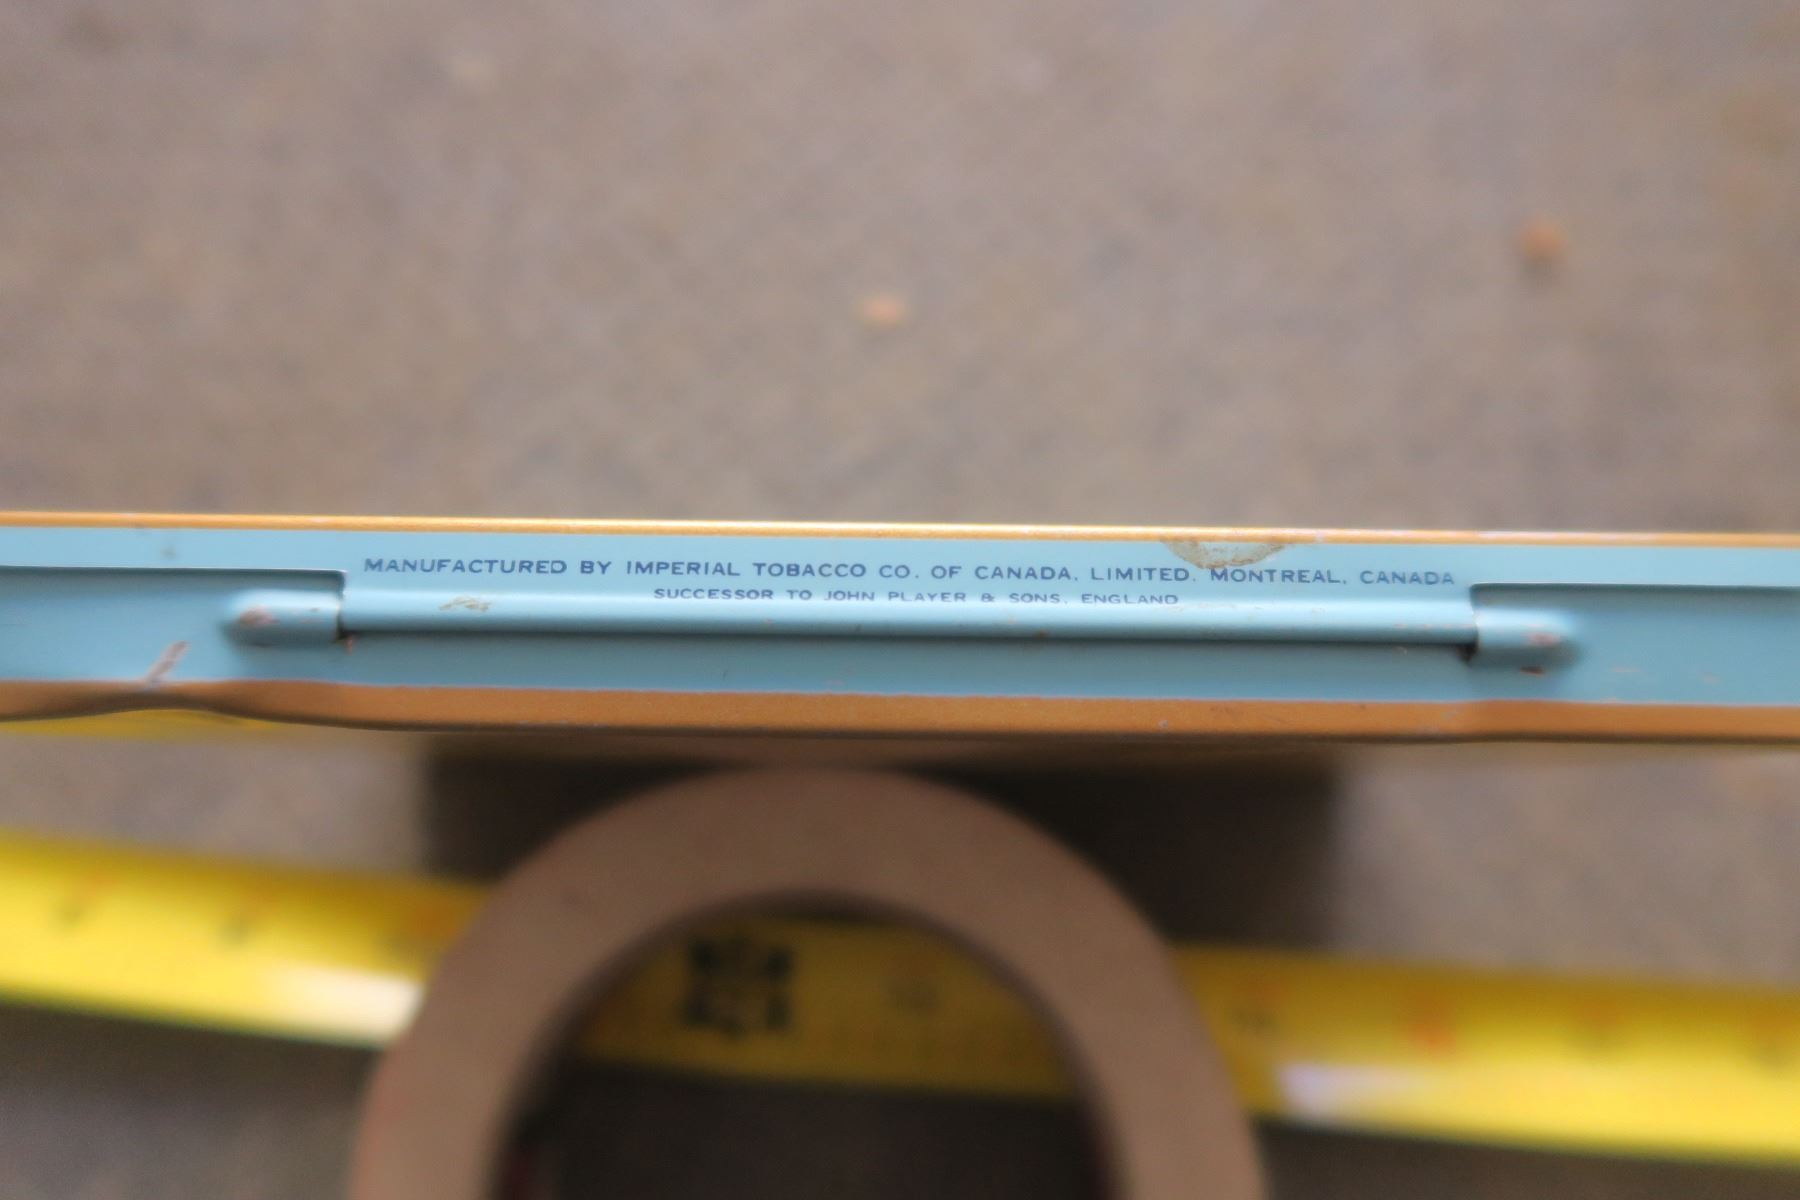 MANUFACTURED BY IMPERIAL TOBACCO CO. OF CANADA, LIMITED, MONTREAL, CANADA
SUCCESSOR TO JOHN PLAYER & SONS, ENGLAND